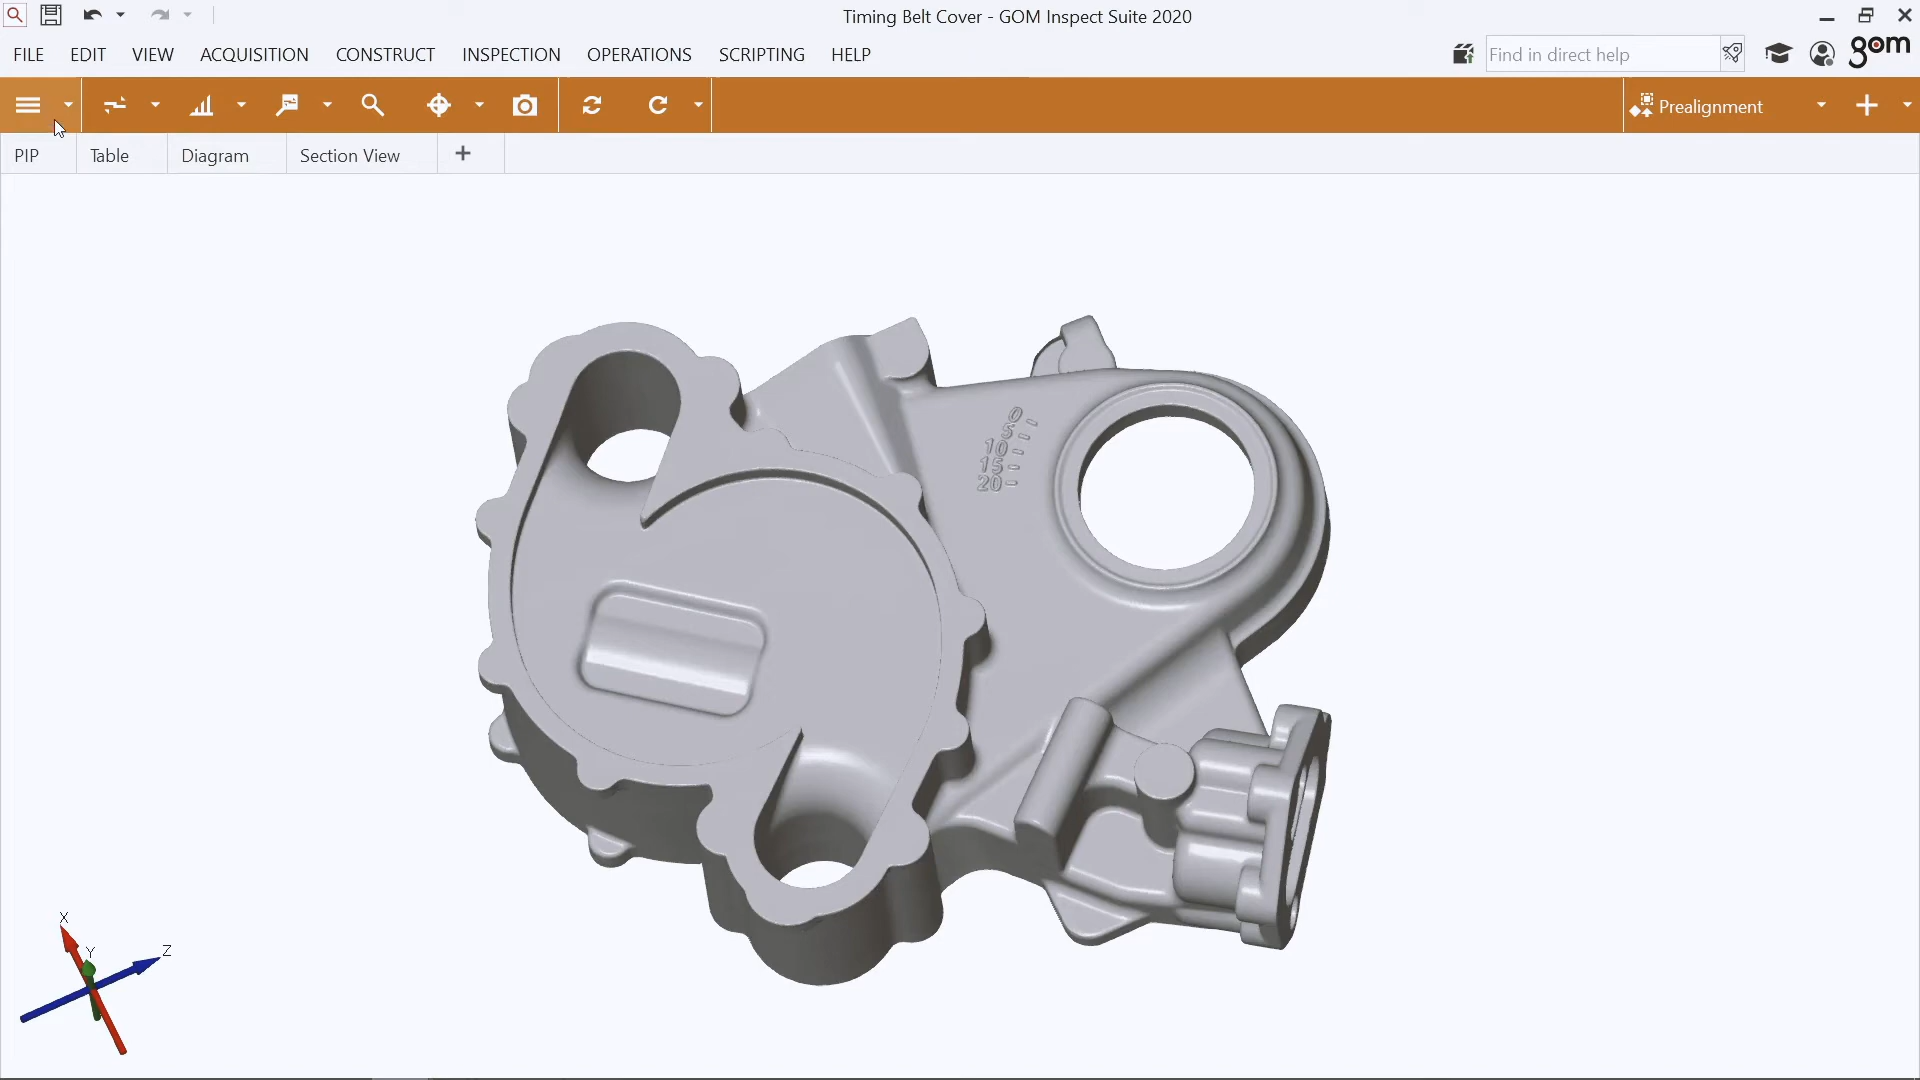 Timing Belt Cover - GOM Inspect Suite 2020
FILE EDIT VIEW ACQUISITION CONSTRUCT INSPECTION OPERATIONS SCRIPTING HELP
Find in direct help
gom
Prealignment
PIP Table Diagram Section View
0
5
10
15
20
X
Y
Z